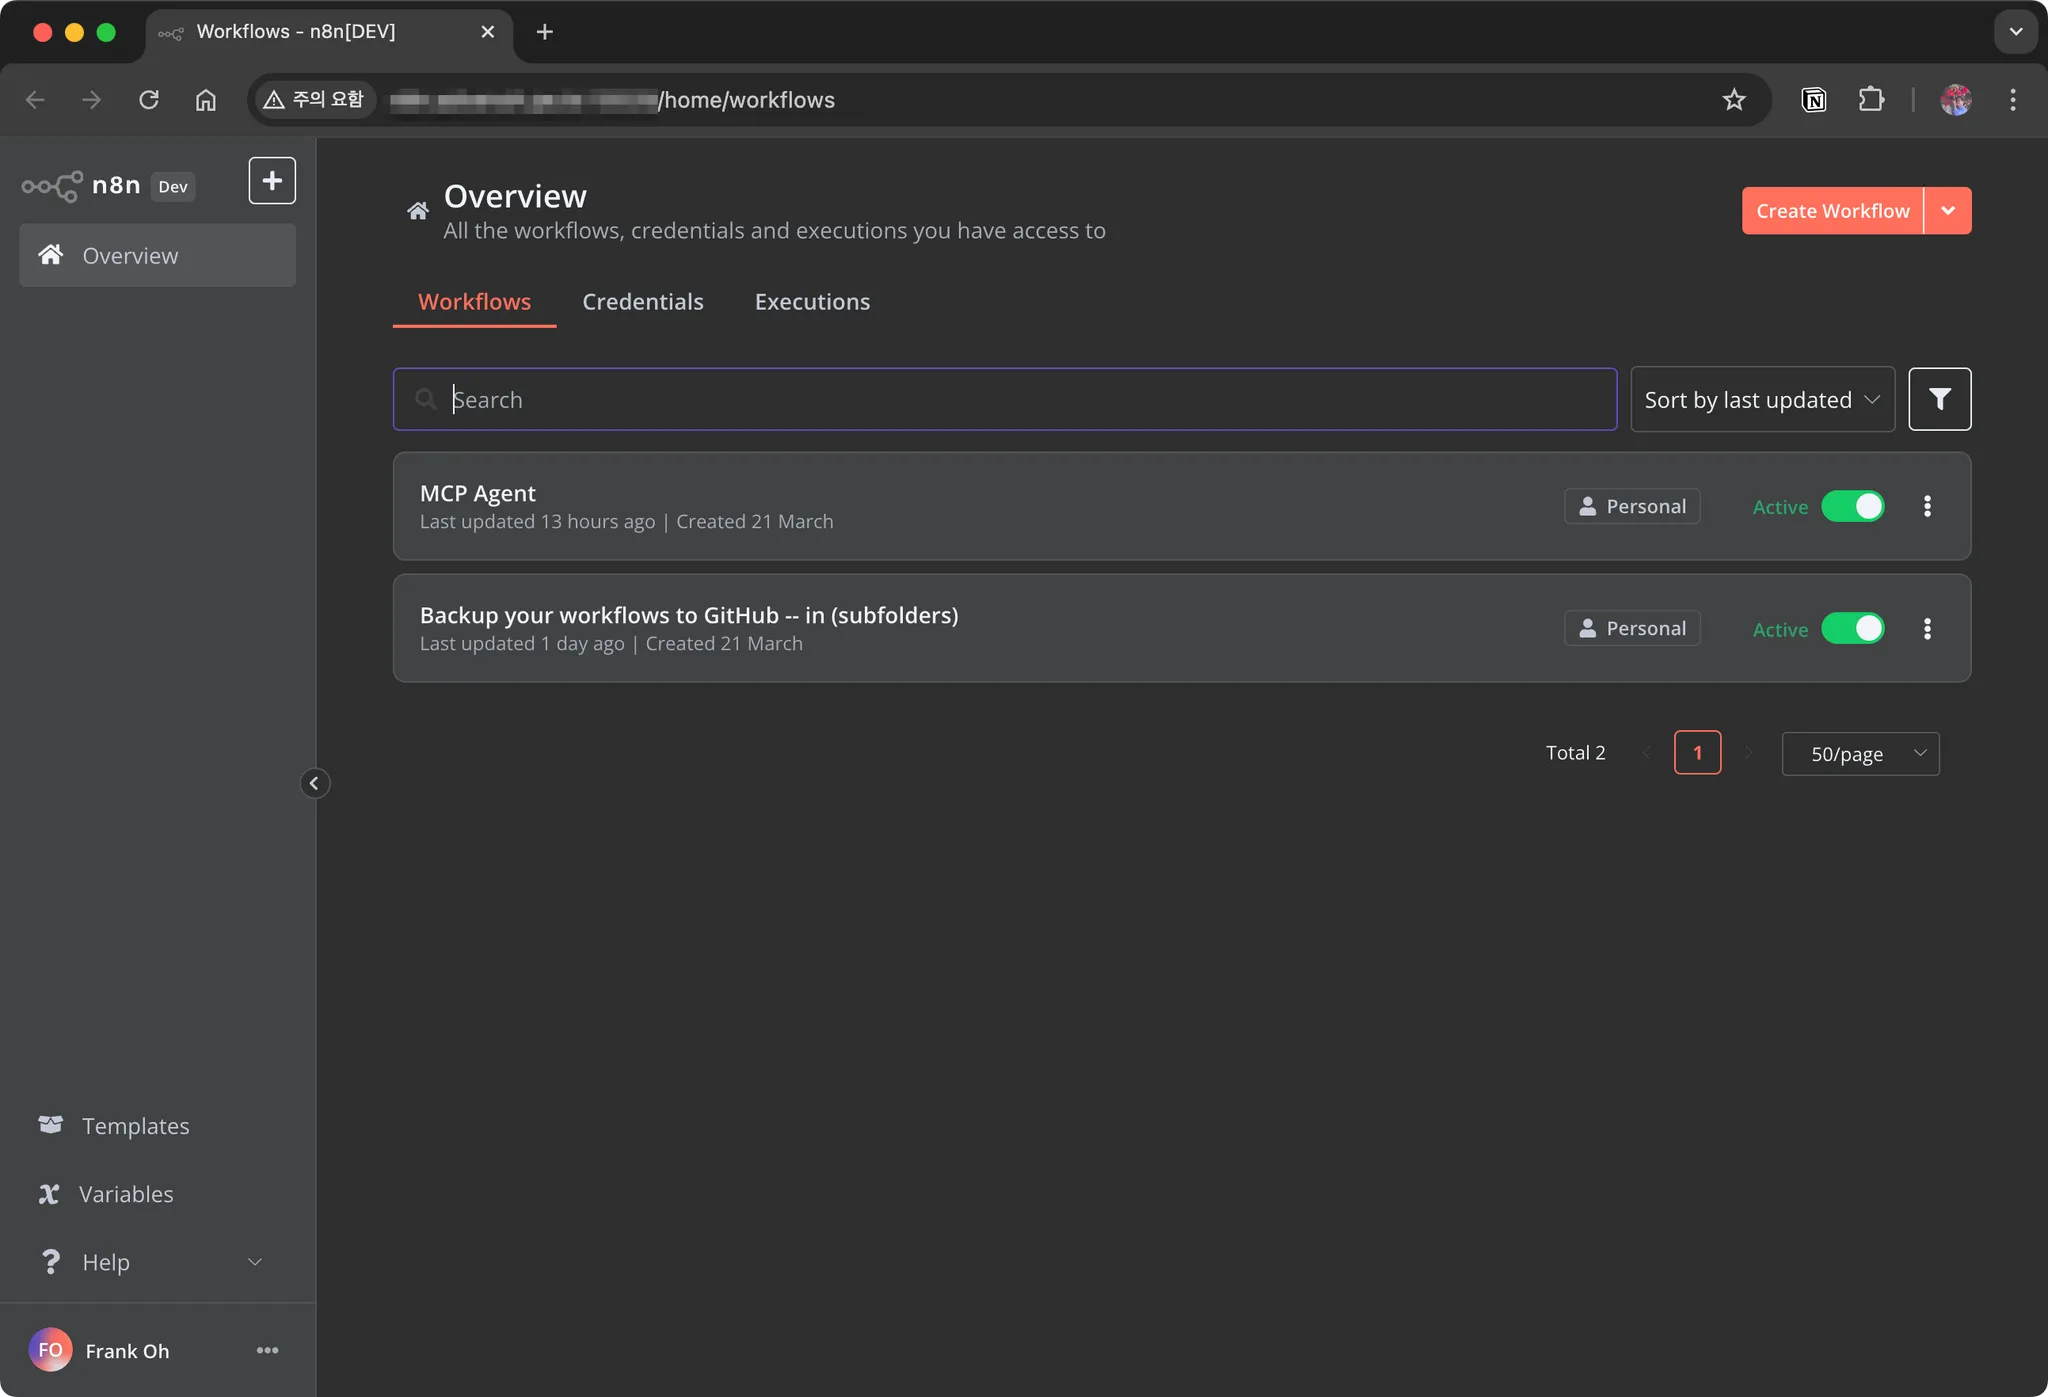 Workflows - n8n[DEV]
주의 요함
/home/workflows
n8n Dev
Overview
Templates
Variables
Help
FO Frank Oh
Overview
All the workflows, credentials and executions you have access to
Create Workflow
Workflows Credentials Executions
Search
Sort by last updated
MCP Agent
Last updated 13 hours ago | Created 21 March
Personal
Active
Backup your workflows to GitHub -- in (subfolders)
Last updated 1 day ago | Created 21 March
Personal
Active
Total 2
1
50/page